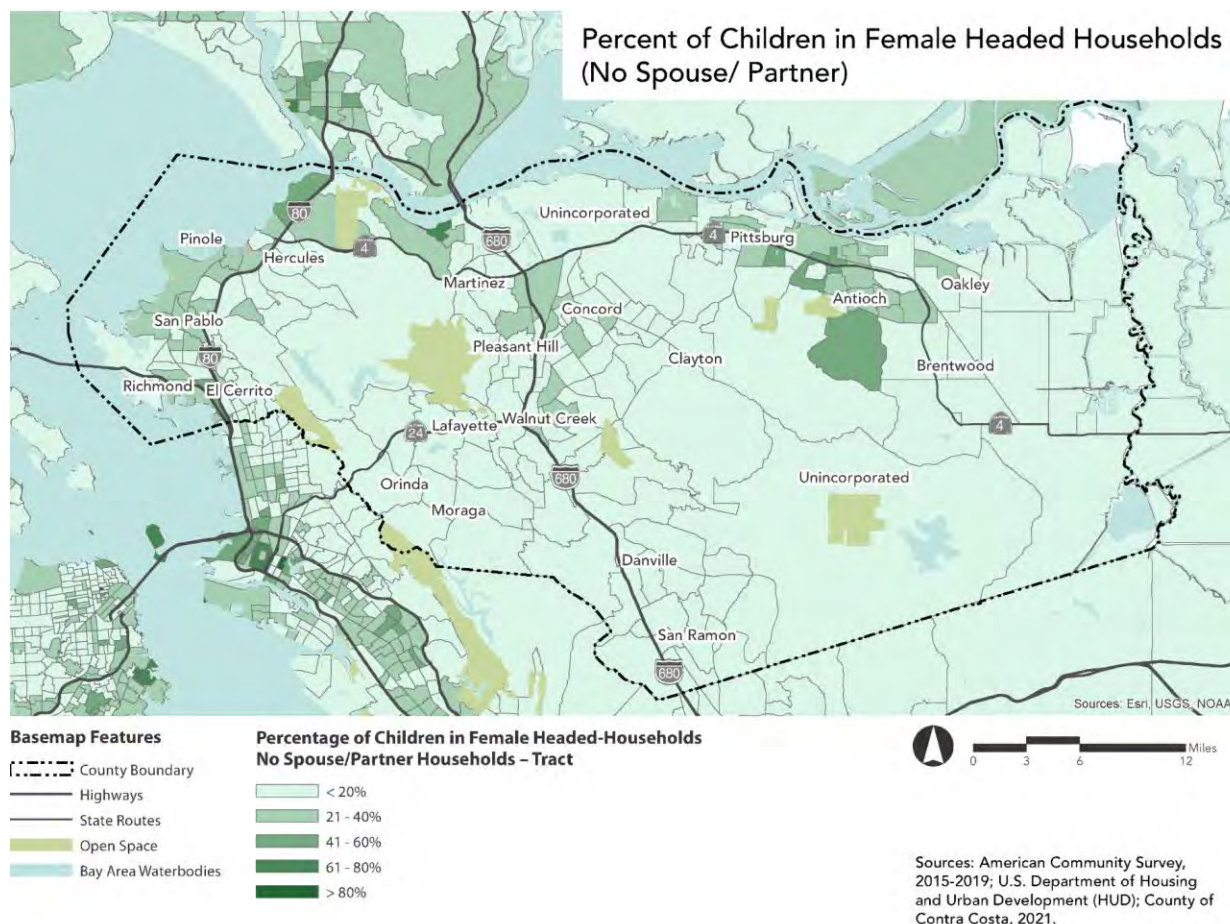 Percent of Children in Female Headed Households
(No Spouse/ Partner)
80
Unincorporated
Pinole
4
680
4
Pittsburg
Hercules
Martinez
Oakley
Antioch
San Pablo
Concord
Pleasant Hill
80
Clayton
Brentwood
Richmond
El Cerrito
24
Lafayette
Walnut Creek
4
Orinda
680
Unincorporated
Moraga
Danville
San Ramon
680
Sources: Esri, USGS, NOAA
Basemap Features
County Boundary
Highways
State Routes
Open Space
Bay Area Waterbodies
Percentage of Children in Female Headed-Households
No Spouse/Partner Households – Tract
< 20%
21 - 40%
41 - 60%
61 - 80%
> 80%
Miles
0 3 6 12
Sources: American Community Survey,
2015-2019; U.S. Department of Housing
and Urban Development (HUD); County of
Contra Costa, 2021.